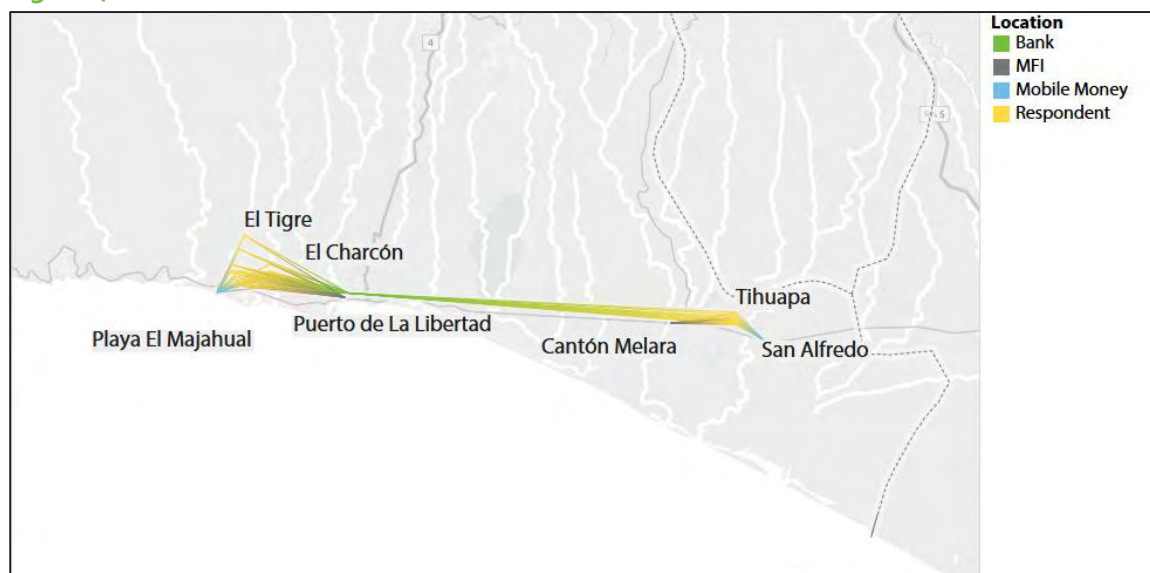 Location
Bank
MFI
Mobile Money
Respondent
4
5
El Tigre
El Charcón
Tihuapa
Puerto de La Libertad
Playa El Majahual
Cantón Melara
San Alfredo